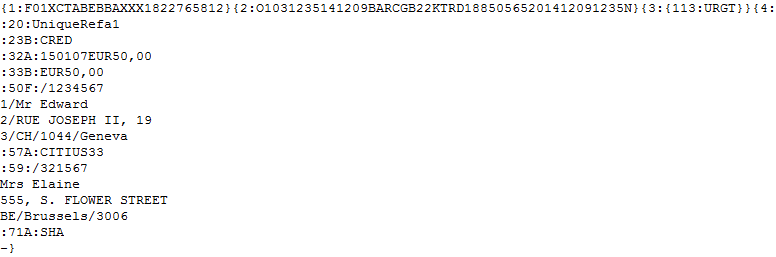 {1:F01XCTABEBBAXXX1822765812}{2:O1031235141209BARCGB22KTRD18850565201412091235N}{3:{113:URGT}}{4:
:20:UniqueRefa1
:23B:CRED
:32A:150107EUR50,00
:33B:EUR50,00
:50F:/1234567
1/Mr Edward
2/RUE JOSEPH II, 19
3/CH/1044/Geneva
:57A:CITIUS33
:59:/321567
Mrs Elaine
555, S. FLOWER STREET
BE/Brussels/3006
:71A:SHA
-}